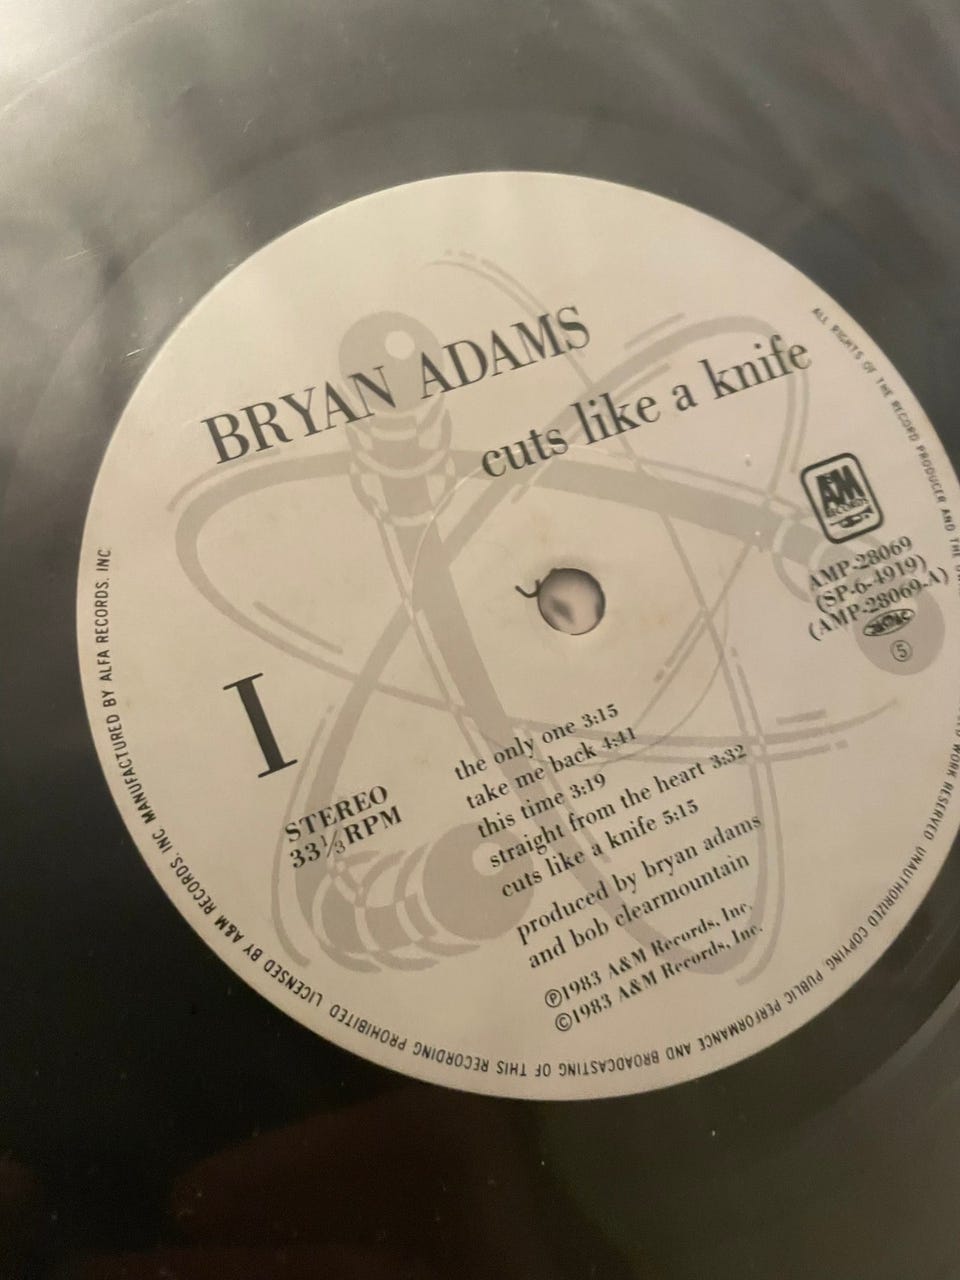 BRYAN ADAMS
cuts like a knife
A&M
RECORDS
AMP-28069
(SP-6-4919)
(AMP-28069-A)
5
I
STEREO
33⅓RPM
the only one 3:15
take me back 4:41
this time 3:19
straight from the heart 3:32
cuts like a knife 5:15
produced by bryan adams
and bob clearmountain
Ⓟ1983 A&M Records, Inc.
©1983 A&M Records, Inc.
ALL RIGHTS OF THE RECORD PRODUCER AND THE
WORK RESERVED. UNAUTHORIZED COPYING, PUBLIC PERFORMANCE AND BROADCASTING OF THIS RECORDING PROHIBITED. LICENSED BY A&M RECORDS, INC. MANUFACTURED BY ALFA RECORDS, INC.